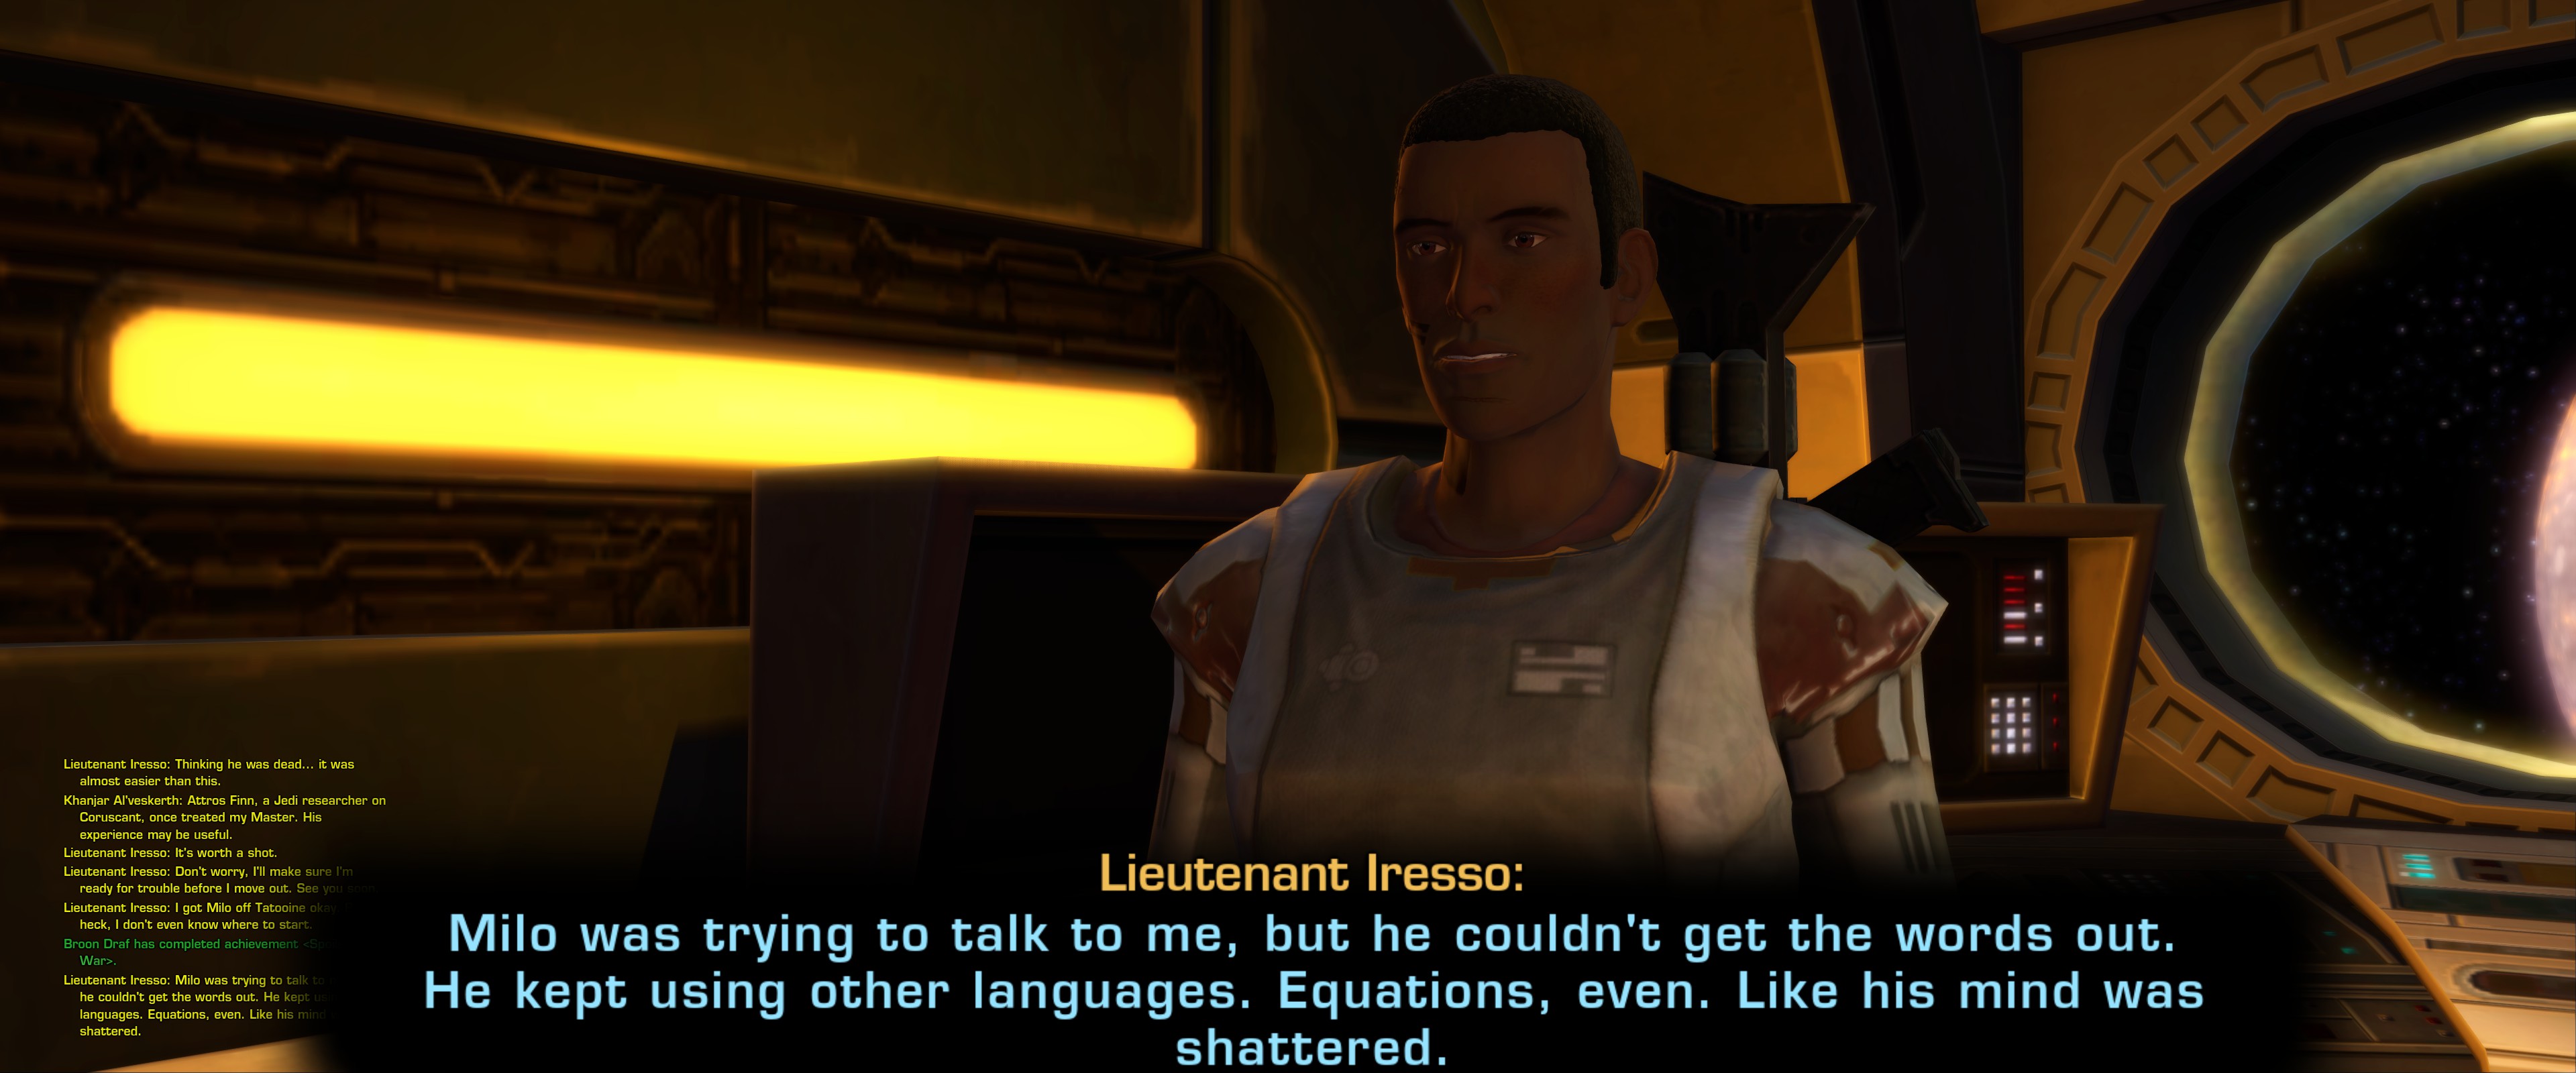 Lieutenant Iresso: Thinking he was dead... it was
almost easier than this.
Khanjar Al'veskerth: Attros Finn, a Jedi researcher on
Coruscant, once treated my Master. His
experience may be useful.
Lieutenant Iresso: It's worth a shot.
Lieutenant Iresso: Don't worry, I'll make sure I'm
ready for trouble before I move out. See you
Lieutenant Iresso: I got Milo off Tatooine okay
heck, I don't even know where to start.
Broon Draf has completed achievement
War>.
Lieutenant Iresso: Milo was trying to talk to
he couldn't get the words out. He kept
languages. Equations, even. Like his mind
shattered.
Lieutenant Iresso:
Milo was trying to talk to me, but he couldn't get the words out.
He kept using other languages. Equations, even. Like his mind was
shattered.